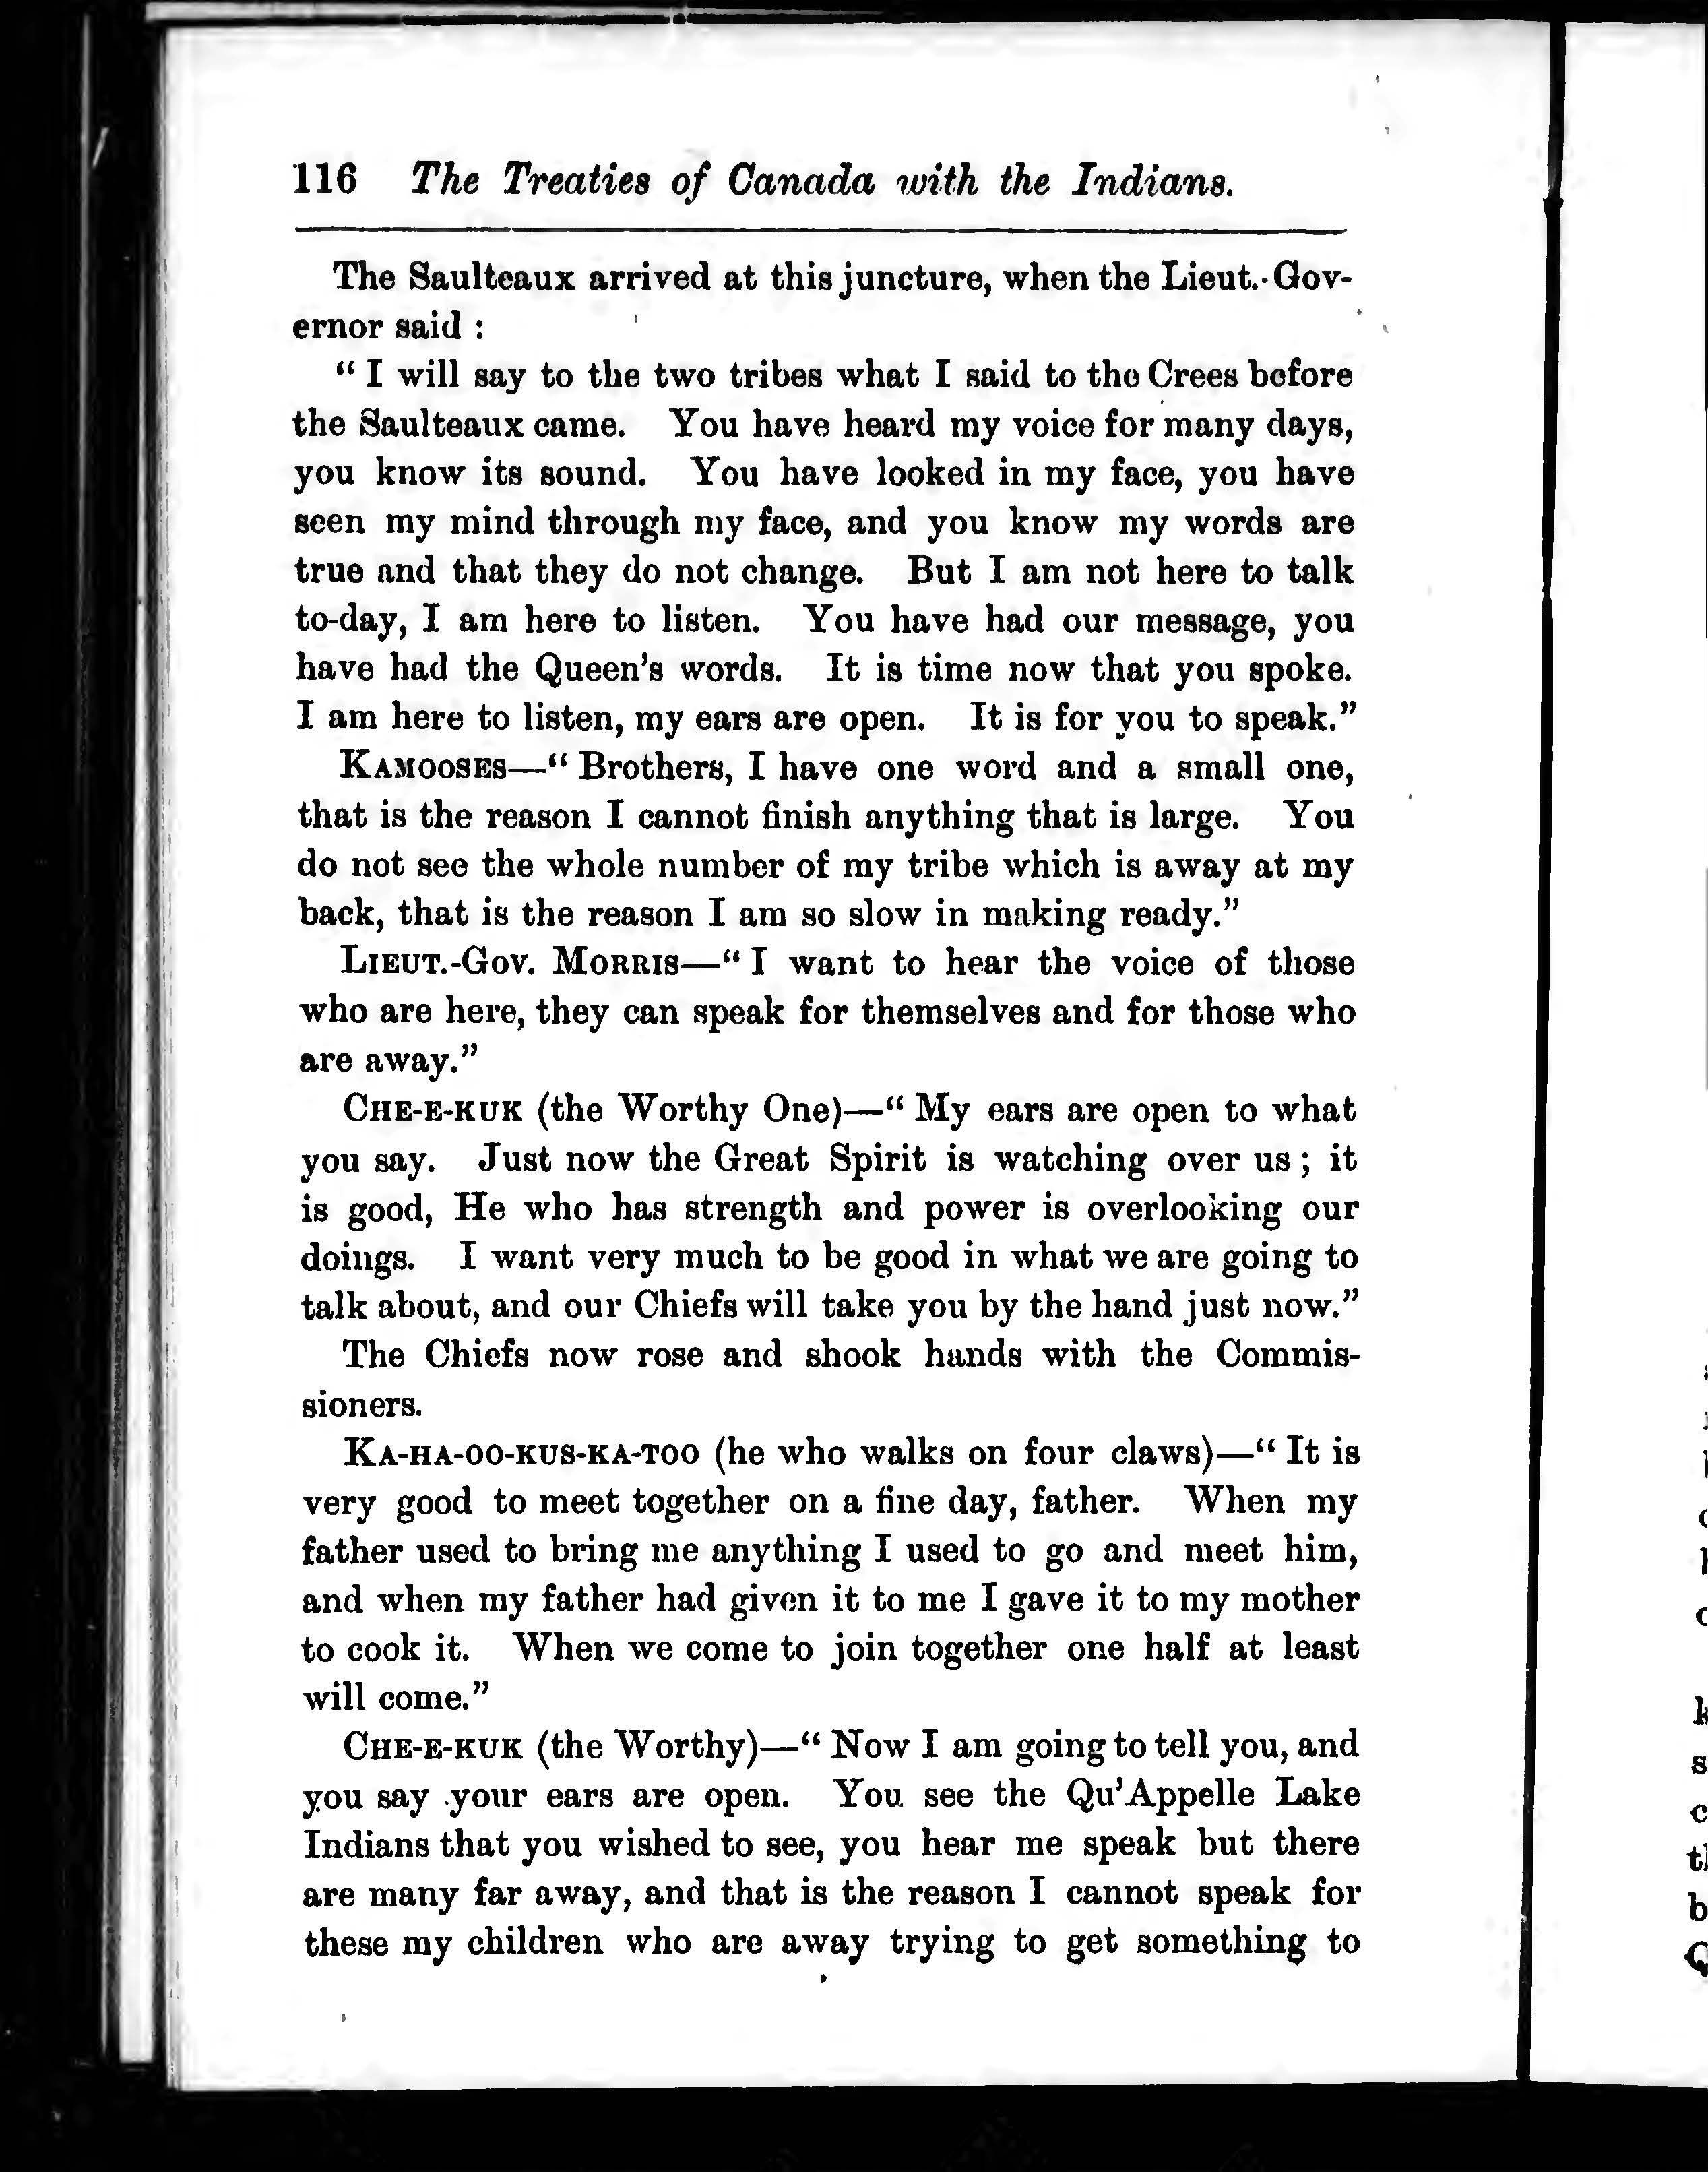 116 The Treaties of Canada with the Indians.
The Saulteaux arrived at this juncture, when the Lieut.-Gov-
ernor said :
“ I will say to the two tribes what I said to the Crees before
the Saulteaux came. You have heard my voice for many days,
you know its sound. You have looked in my face, you have
seen my mind through my face, and you know my words are
true and that they do not change. But I am not here to talk
to-day, I am here to listen. You have had our message, you
have had the Queen’s words. It is time now that you spoke.
I am here to listen, my ears are open. It is for you to speak.”
KAMOOSES—“ Brothers, I have one word and a small one,
that is the reason I cannot finish anything that is large. You
do not see the whole number of my tribe which is away at my
back, that is the reason I am so slow in making ready.”
LIEUT.-GOV. MORRIS—“ I want to hear the voice of those
who are here, they can speak for themselves and for those who
are away.”
CHE-E-KUK (the Worthy One)—“ My ears are open to what
you say. Just now the Great Spirit is watching over us ; it
is good, He who has strength and power is overlooking our
doings. I want very much to be good in what we are going to
talk about, and our Chiefs will take you by the hand just now.”
The Chiefs now rose and shook hands with the Commis-
sioners.
KA-HA-OO-KUS-KA-TOO (he who walks on four claws)—“ It is
very good to meet together on a fine day, father. When my
father used to bring me anything I used to go and meet him,
and when my father had given it to me I gave it to my mother
to cook it. When we come to join together one half at least
will come.”
CHE-E-KUK (the Worthy)—“ Now I am going to tell you, and
you say your ears are open. You see the Qu’Appelle Lake
Indians that you wished to see, you hear me speak but there
are many far away, and that is the reason I cannot speak for
these my children who are away trying to get something to